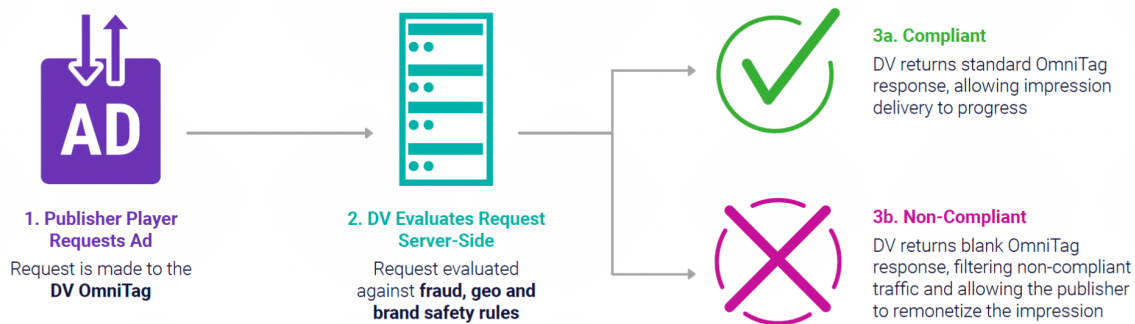 AD
1. Publisher Player
Requests Ad
Request is made to the
DV OmniTag
2. DV Evaluates Request
Server-Side
Request evaluated
against fraud, geo and
brand safety rules
3a. Compliant
DV returns standard OmniTag
response, allowing impression
delivery to progress
3b. Non-Compliant
DV returns blank OmniTag
response, filtering non-compliant
traffic and allowing the publisher
to remonetize the impression